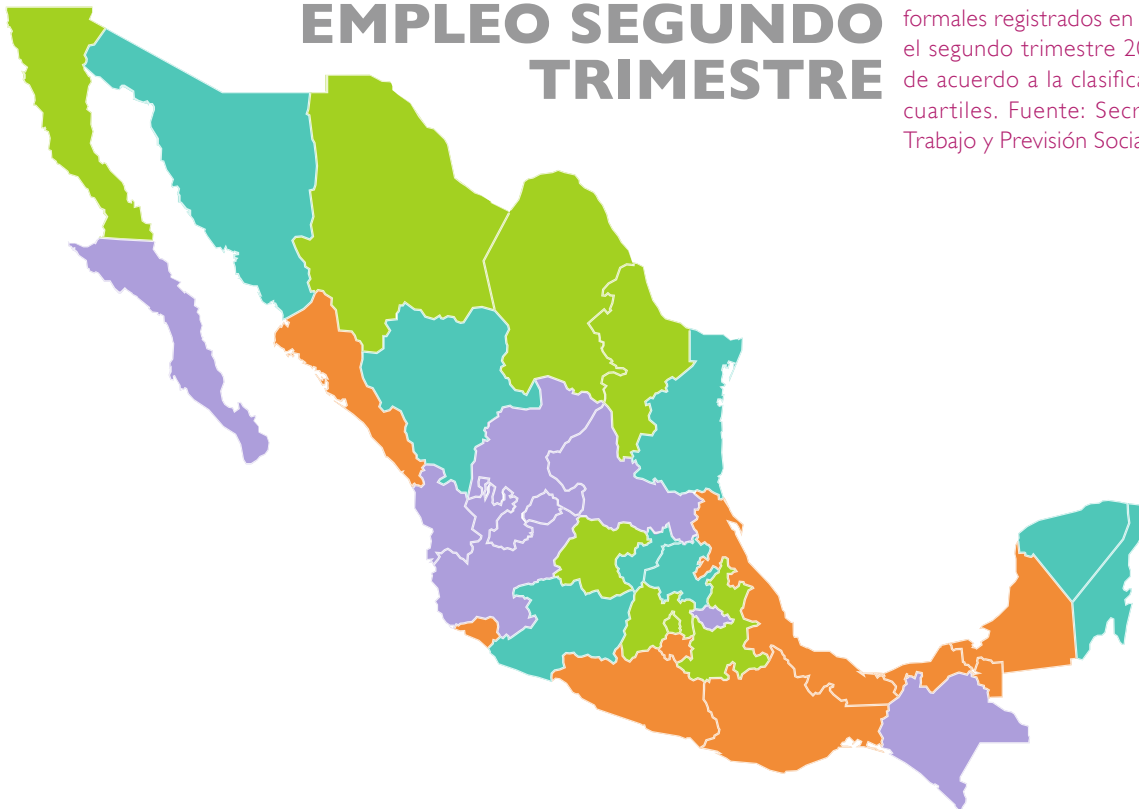 EMPLEO SEGUNDO
TRIMESTRE
formales registrados en
el segundo trimestre
de acuerdo a la
cuartiles. Fuente:
Trabajo y Previsión